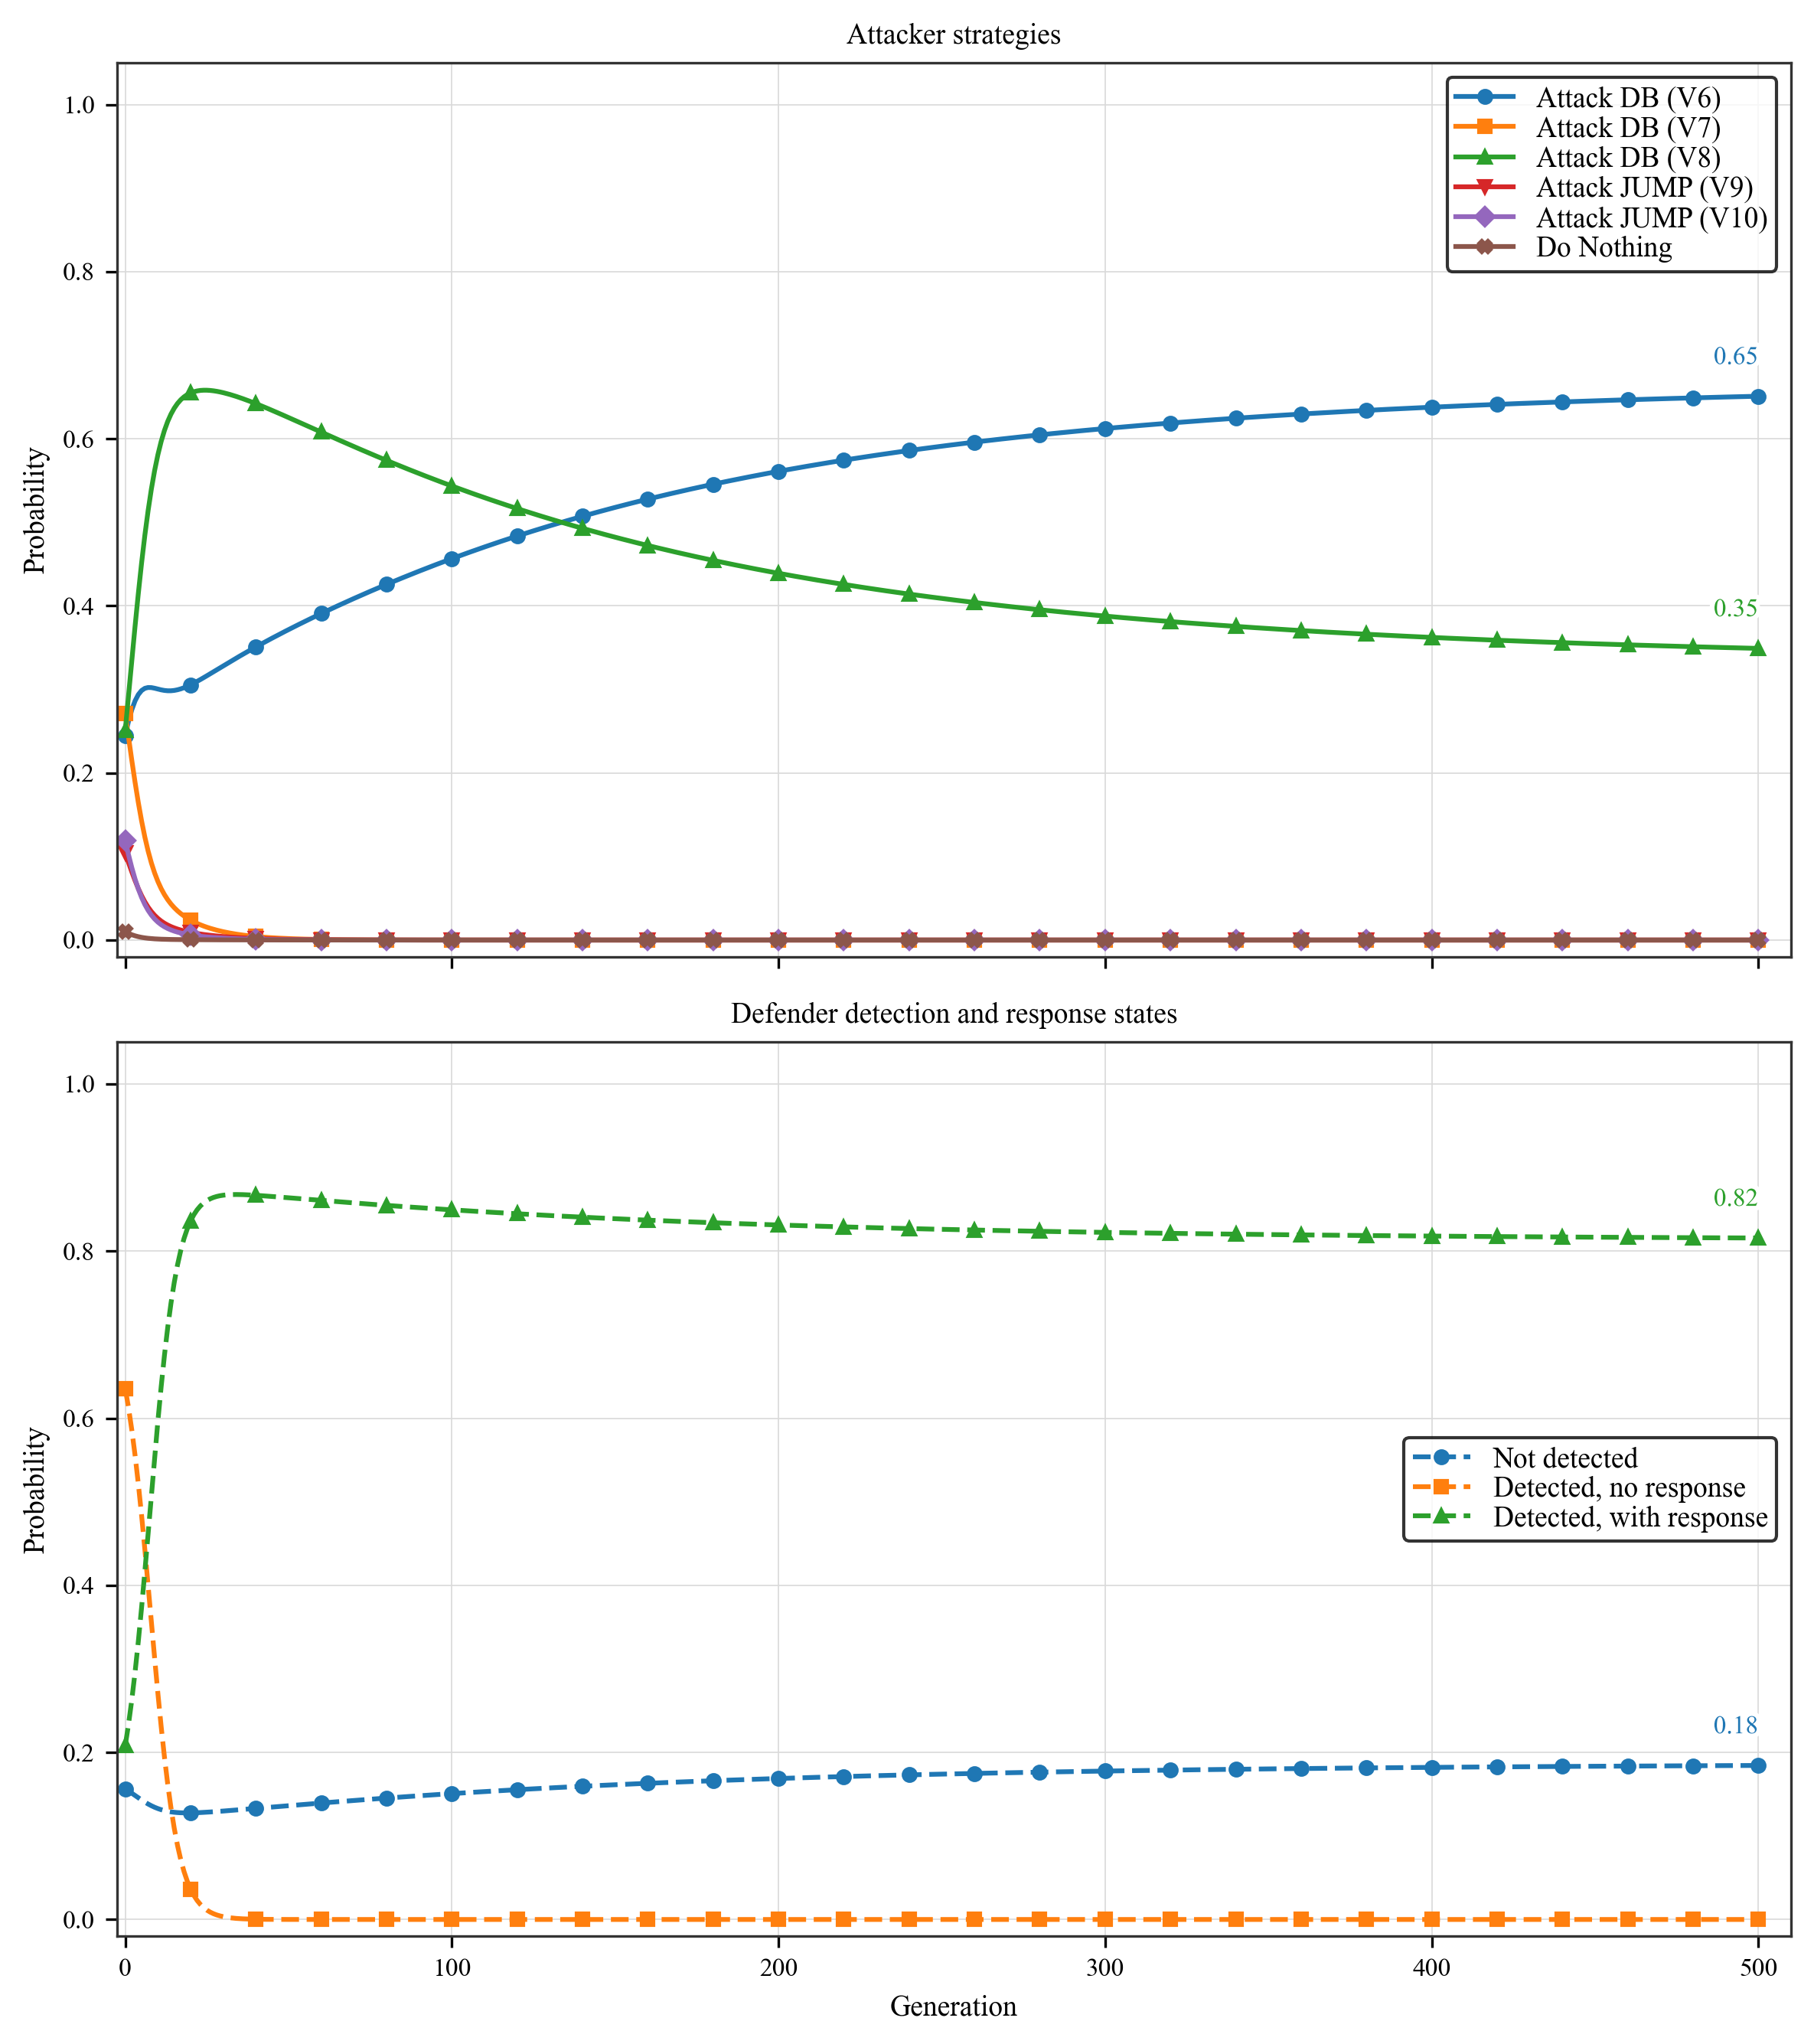 Attacker strategies
1.0
0.8
0.6
0.4
0.2
0.0
Probability
Attack DB (V6)
Attack DB (V7)
Attack DB (V8)
Attack JUMP (V9)
Attack JUMP (V10)
Do Nothing
0.65
0.35
Defender detection and response states
1.0
0.8
0.6
0.4
0.2
0.0
Probability
0.82
Not detected
Detected, no response
Detected, with response
0.18
0 100 200 300 400 500
Generation